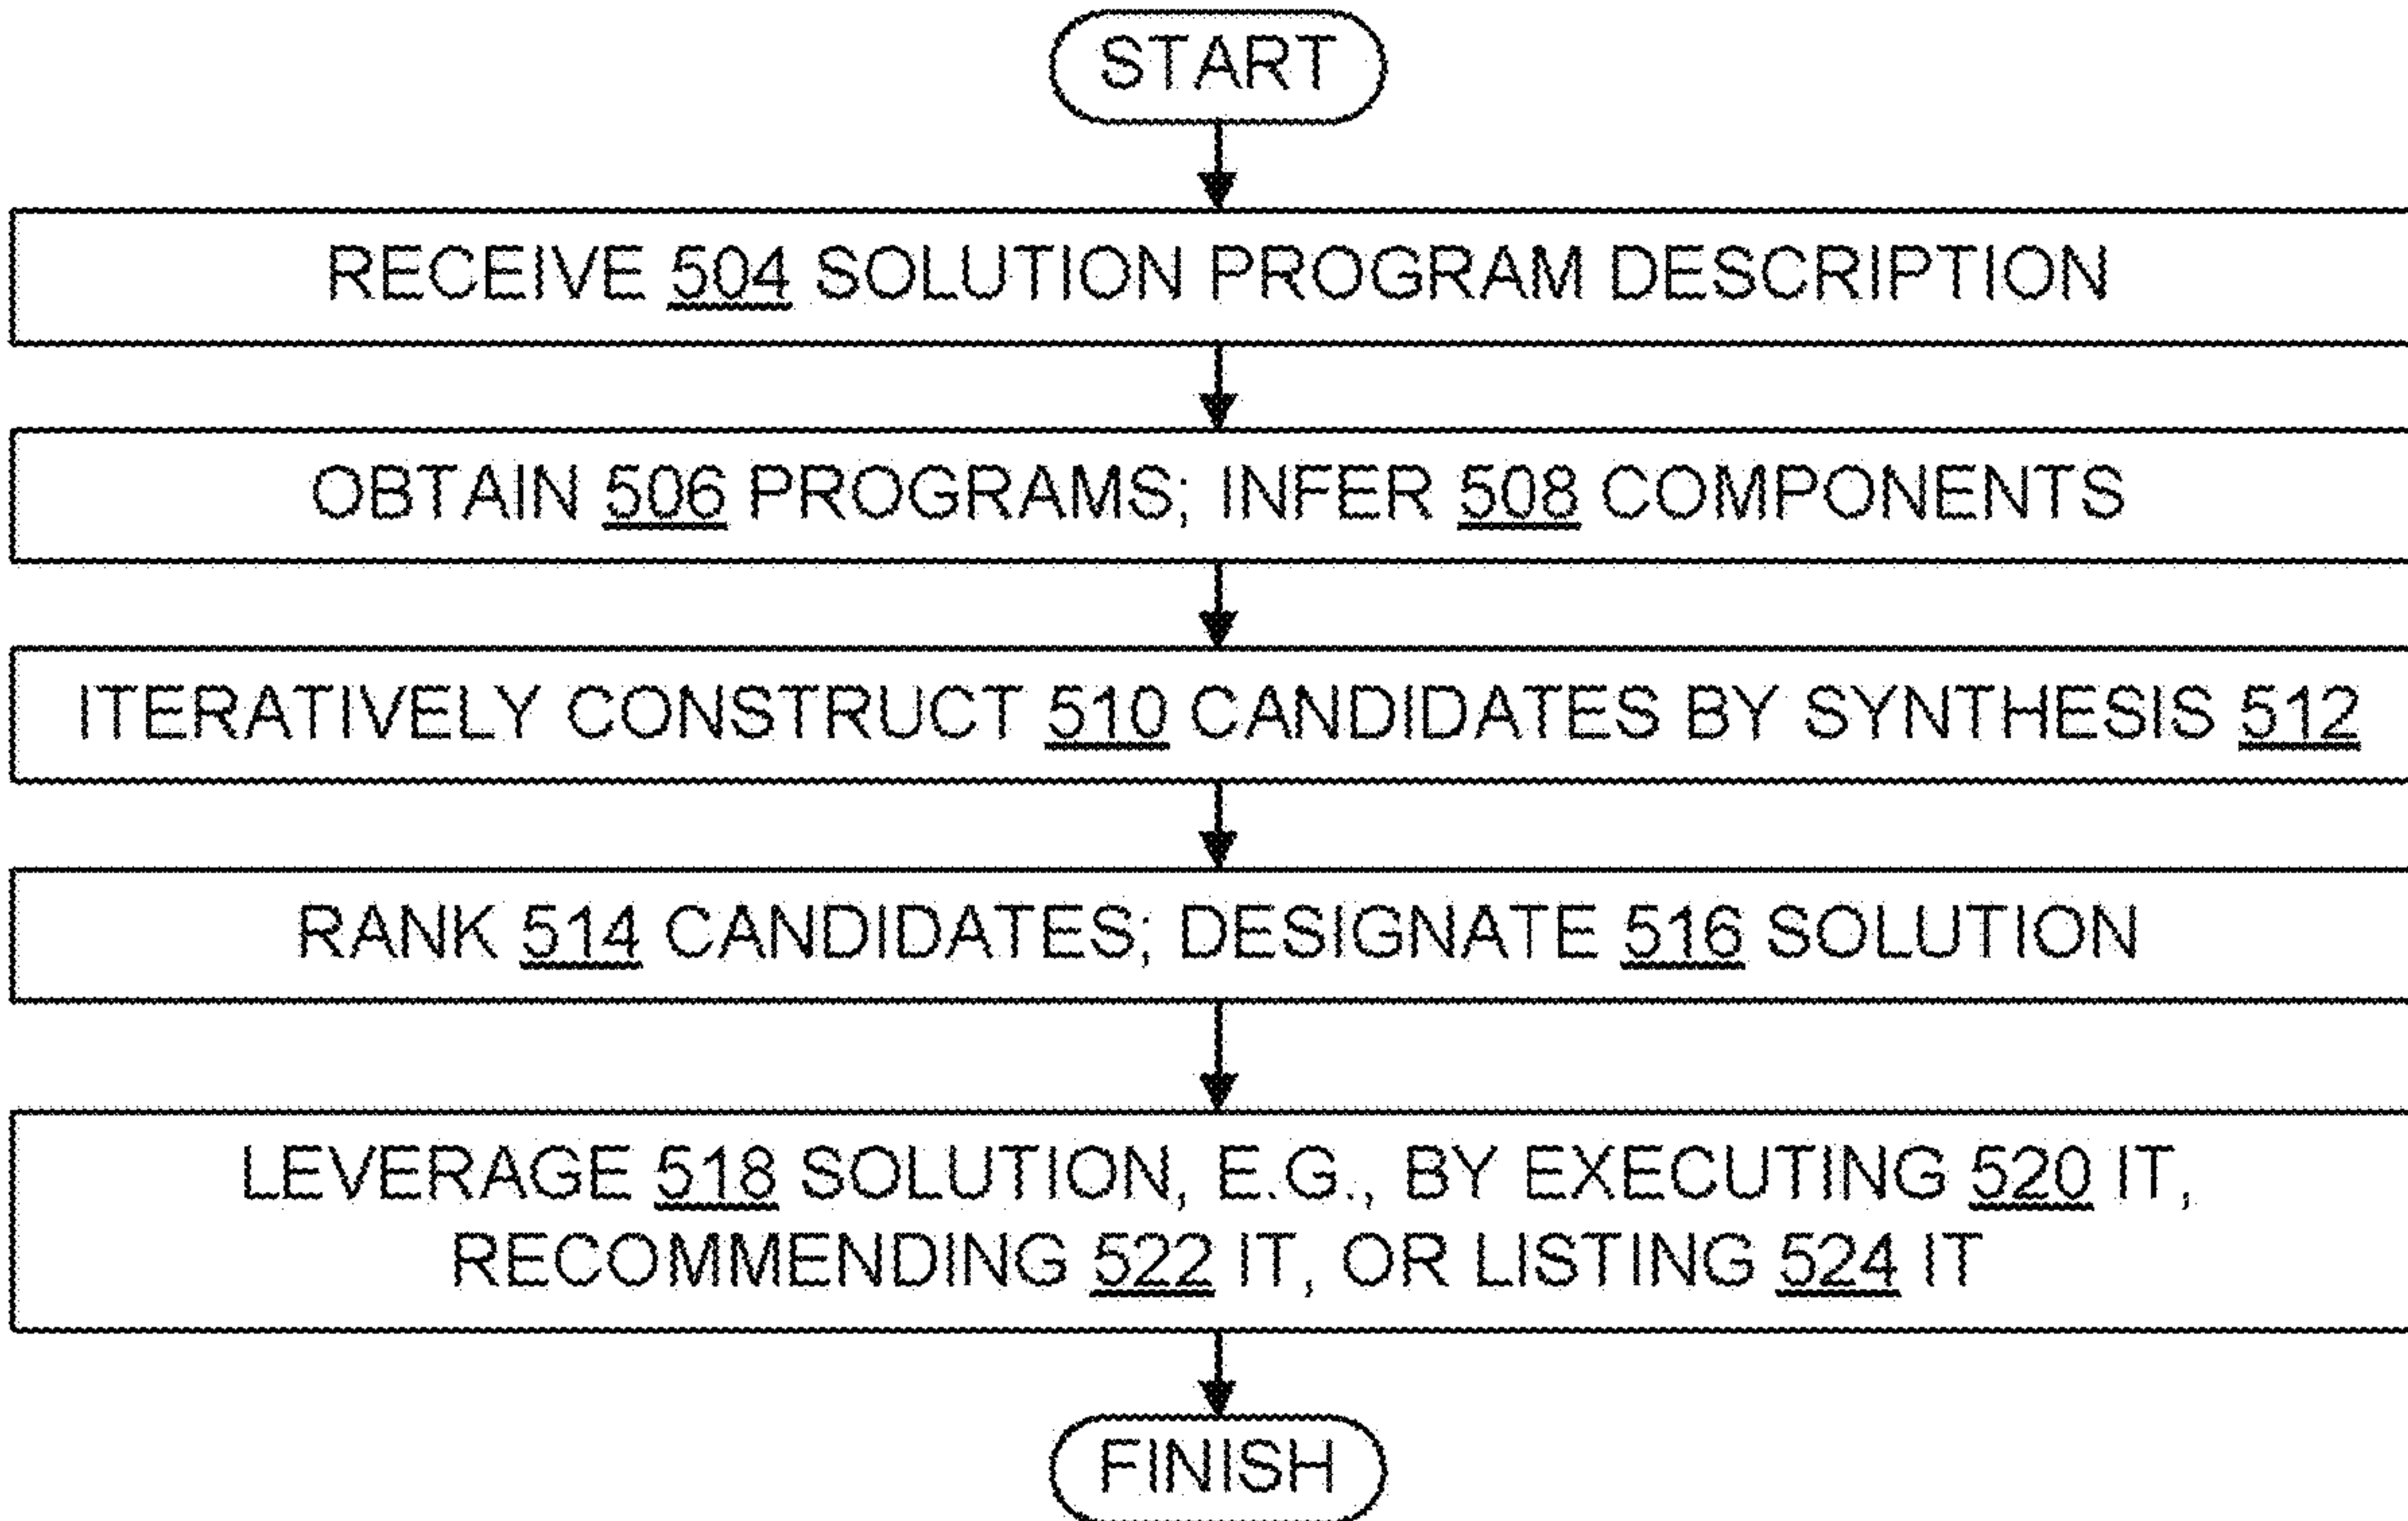 START
RECEIVE 504 SOLUTION PROGRAM DESCRIPTION
OBTAIN 506 PROGRAMS; INFER 508 COMPONENTS
ITERATIVELY CONSTRUCT 510 CANDIDATES BY SYNTHESIS 512
RANK 514 CANDIDATES; DESIGNATE 516 SOLUTION
LEVERAGE 518 SOLUTION, E.G., BY EXECUTING 520 IT,
RECOMMENDING 522 IT, OR LISTING 524 IT
FINISH